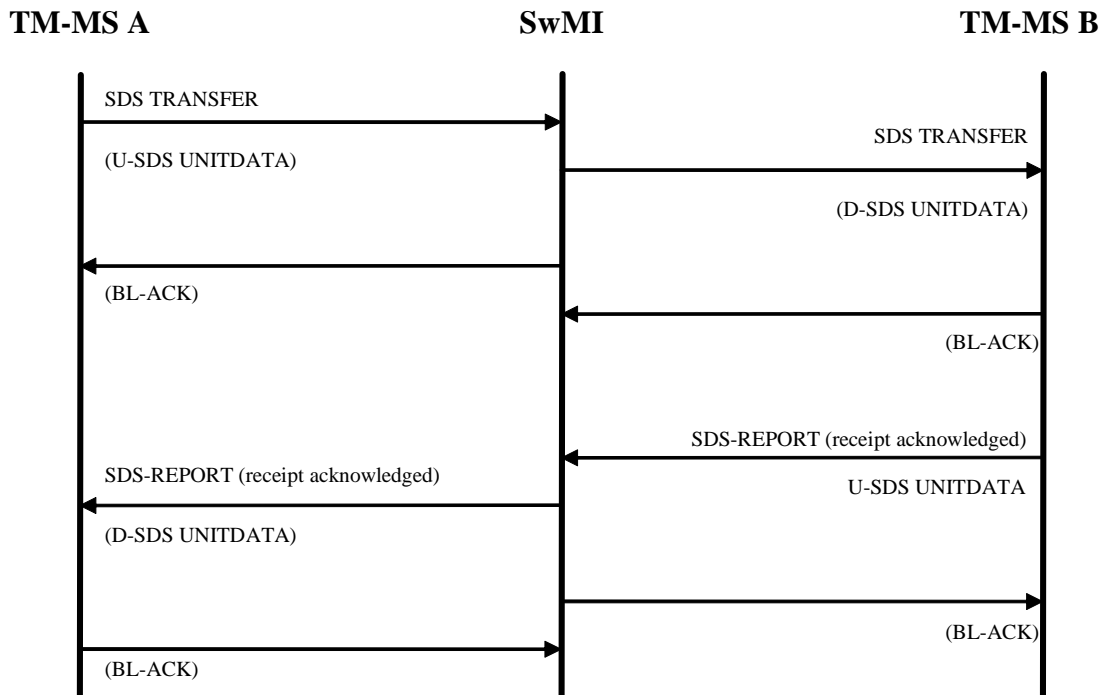 TM-MS A
SwMI
TM-MS B
SDS TRANSFER
(U-SDS UNITDATA)
SDS TRANSFER
(D-SDS UNITDATA)
(BL-ACK)
(BL-ACK)
SDS-REPORT (receipt acknowledged)
SDS-REPORT (receipt acknowledged)
U-SDS UNITDATA
(D-SDS UNITDATA)
(BL-ACK)
(BL-ACK)